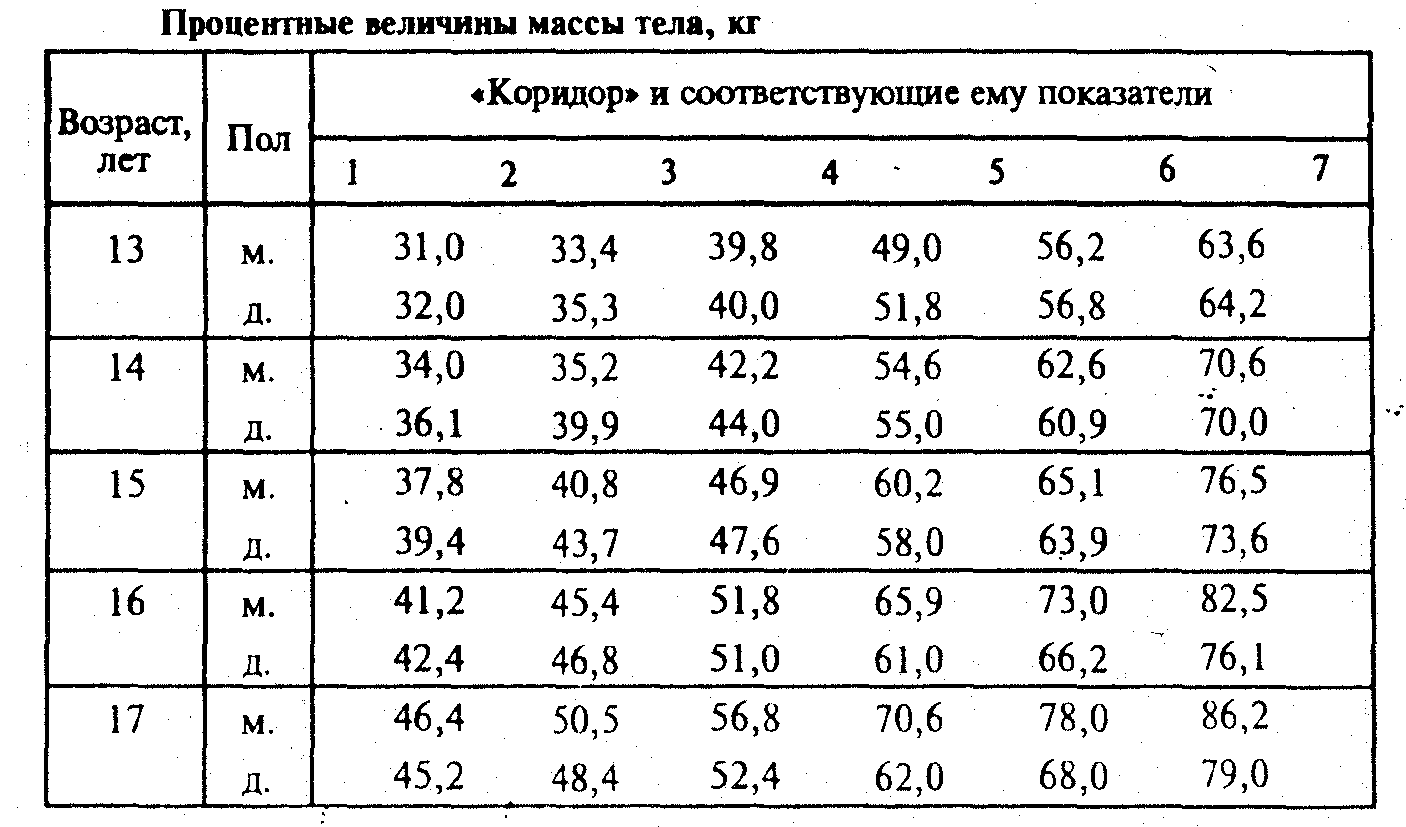 Процентные величины массы тела, кг
Возраст, лет Пол «Коридор» и соответствующие ему показатели
1 2 3 4 5 6 7
13 м. 31,0 33,4 39,8 49,0 56,2 63,6
д. 32,0 35,3 40,0 51,8 56,8 64,2
14 м. 34,0 35,2 42,2 54,6 62,6 70,6
д. 36,1 39,9 44,0 55,0 60,9 70,0
15 м. 37,8 40,8 46,9 60,2 65,1 76,5
д. 39,4 43,7 47,6 58,0 63,9 73,6
16 м. 41,2 45,4 51,8 65,9 73,0 82,5
д. 42,4 46,8 51,0 61,0 66,2 76,1
17 м. 46,4 50,5 56,8 70,6 78,0 86,2
д. 45,2 48,4 52,4 62,0 68,0 79,0